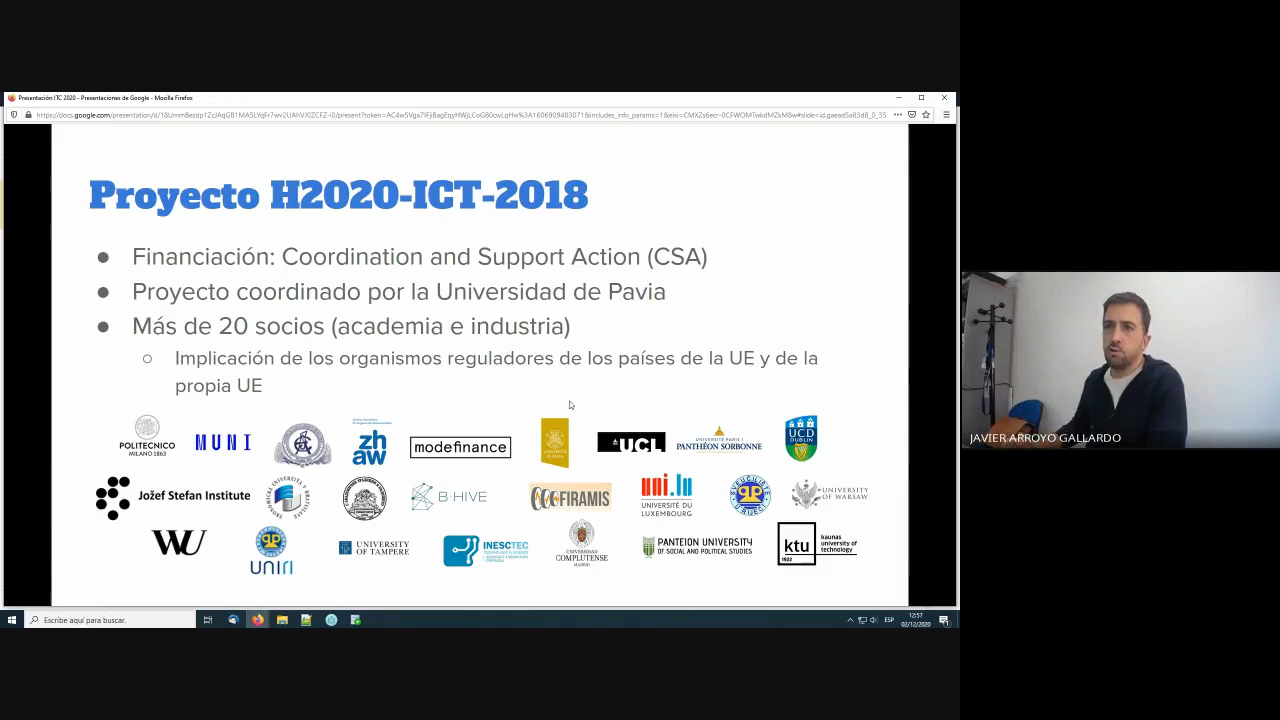 Presentación ITC 2020 - Presentaciones de Google - Mozilla Firefox
Proyecto H2020-ICT-2018
● Financiación: Coordination and Support Action (CSA)
● Proyecto coordinado por la Universidad de Pavia
● Más de 20 socios (academia e industria)
○ Implicación de los organismos reguladores de los países de la UE y de la
propia UE
POLITECNICO
MILANO 1863
MUNI
zh
aw
modefinance
UCL
UNIVERSITÉ PARIS 1
PANTHÉON SORBONNE
UCD
DUBLIN
Jožef Stefan Institute
B·HIVE
FIRAMIS
uni.lu
UNIVERSITÉ DU
LUXEMBOURG
UNIVERSITY
OF WARSAW
WU
UNIRI
UNIVERSITY
OF TAMPERE
INESCTEC
UNIVERSIDAD
COMPLUTENSE
MADRID
PANTEION UNIVERSITY
OF SOCIAL AND POLITICAL STUDIES
ktu
1922
kaunas
university of
technology
JAVIER ARROYO GALLARDO
Escribe aquí para buscar.
ESP
12:57
02/12/2020